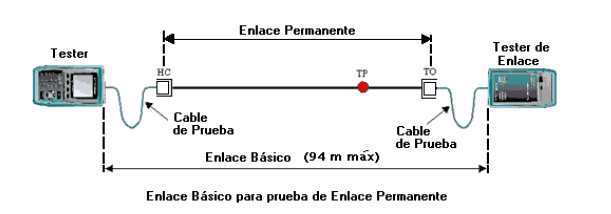 Enlace Permanente
Tester
Tester de
Enlace
HC
TP
TO
Cable
de Prueba
Cable
de Prueba
Enlace Básico (94 m máx)
Enlace Básico para prueba de Enlace Permanente